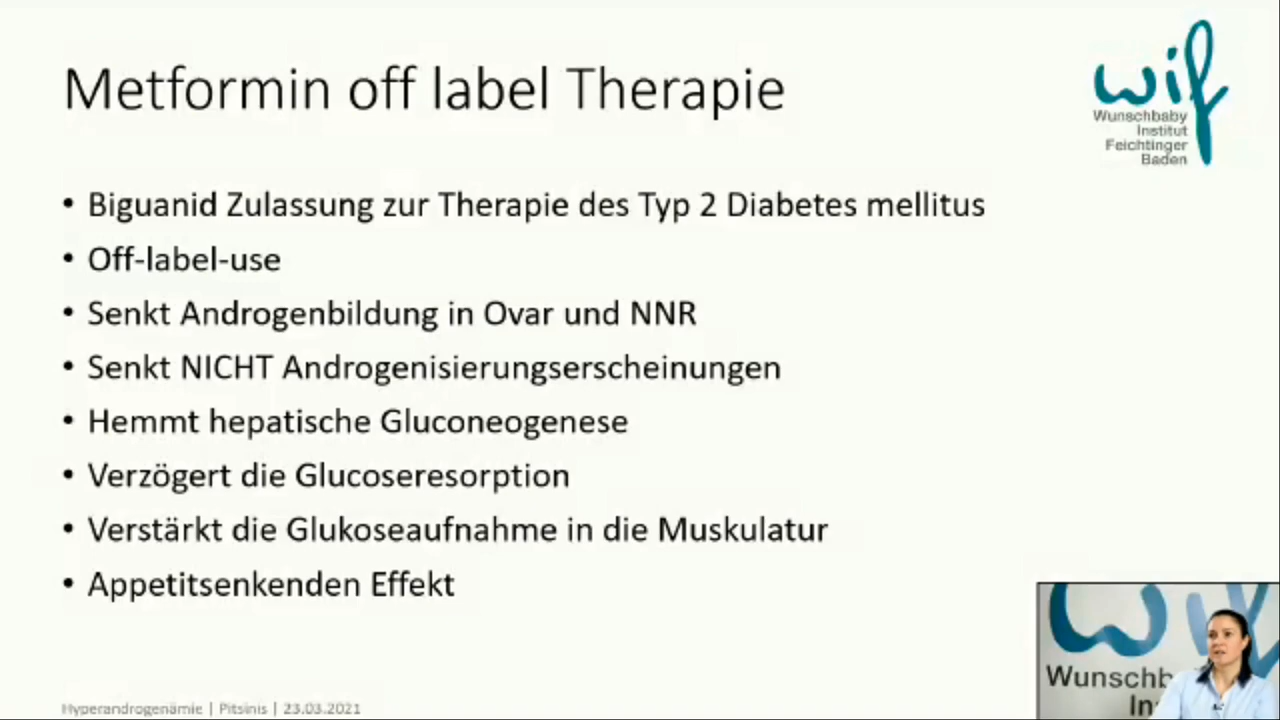 Metformin off label Therapie
wif
Wunschbaby
Institut
Feichtinger
Baden
• Biguanid Zulassung zur Therapie des Typ 2 Diabetes mellitus
• Off-label-use
• Senkt Androgenbildung in Ovar und NNR
• Senkt NICHT Androgenisierungserscheinungen
• Hemmt hepatische Gluconeogenese
• Verzögert die Glucoseresorption
• Verstärkt die Glukoseaufnahme in die Muskulatur
• Appetitsenkenden Effekt
Hyperandrogenämie | Pitsinis | 23.03.2021
wif
Wunschb
In